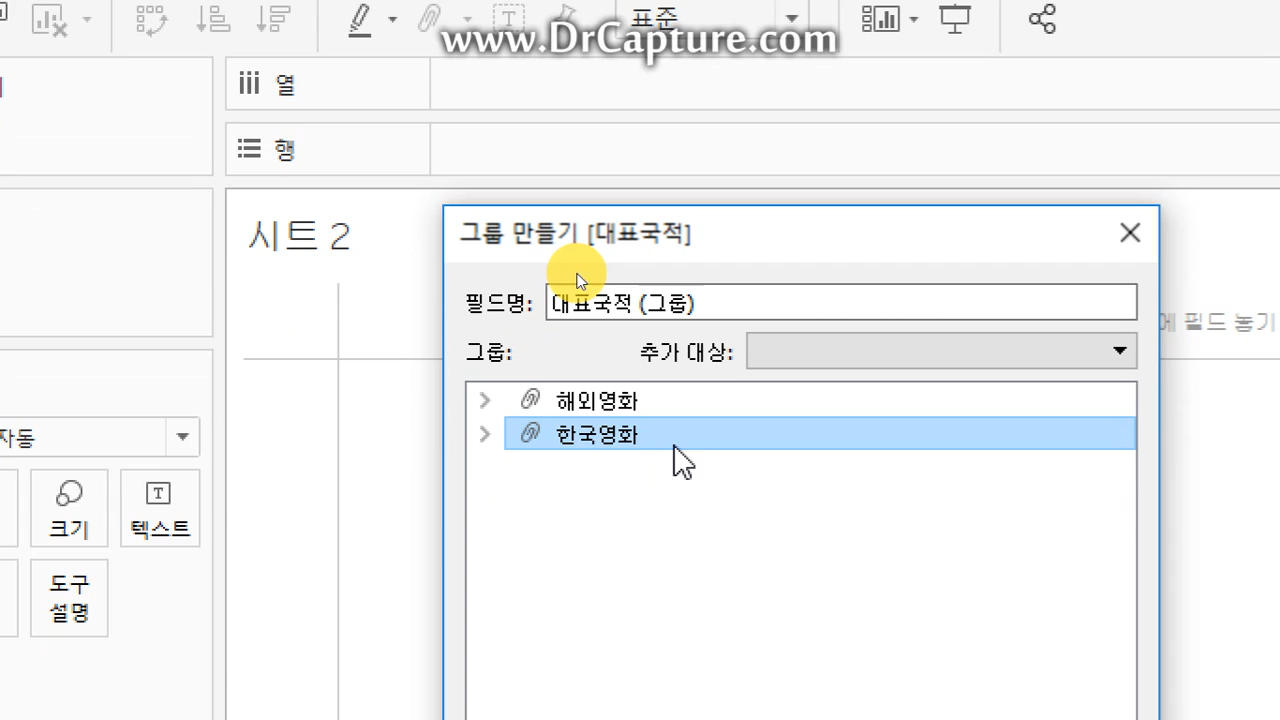 표준
www.DrCapture.com
열
행
시트 2
그룹 만들기 [대표국적]
필드명: 대표국적 (그룹)
에 필드 놓기
그룹: 추가 대상:
해외영화
한국영화
자동
크기
텍스트
도구
설명